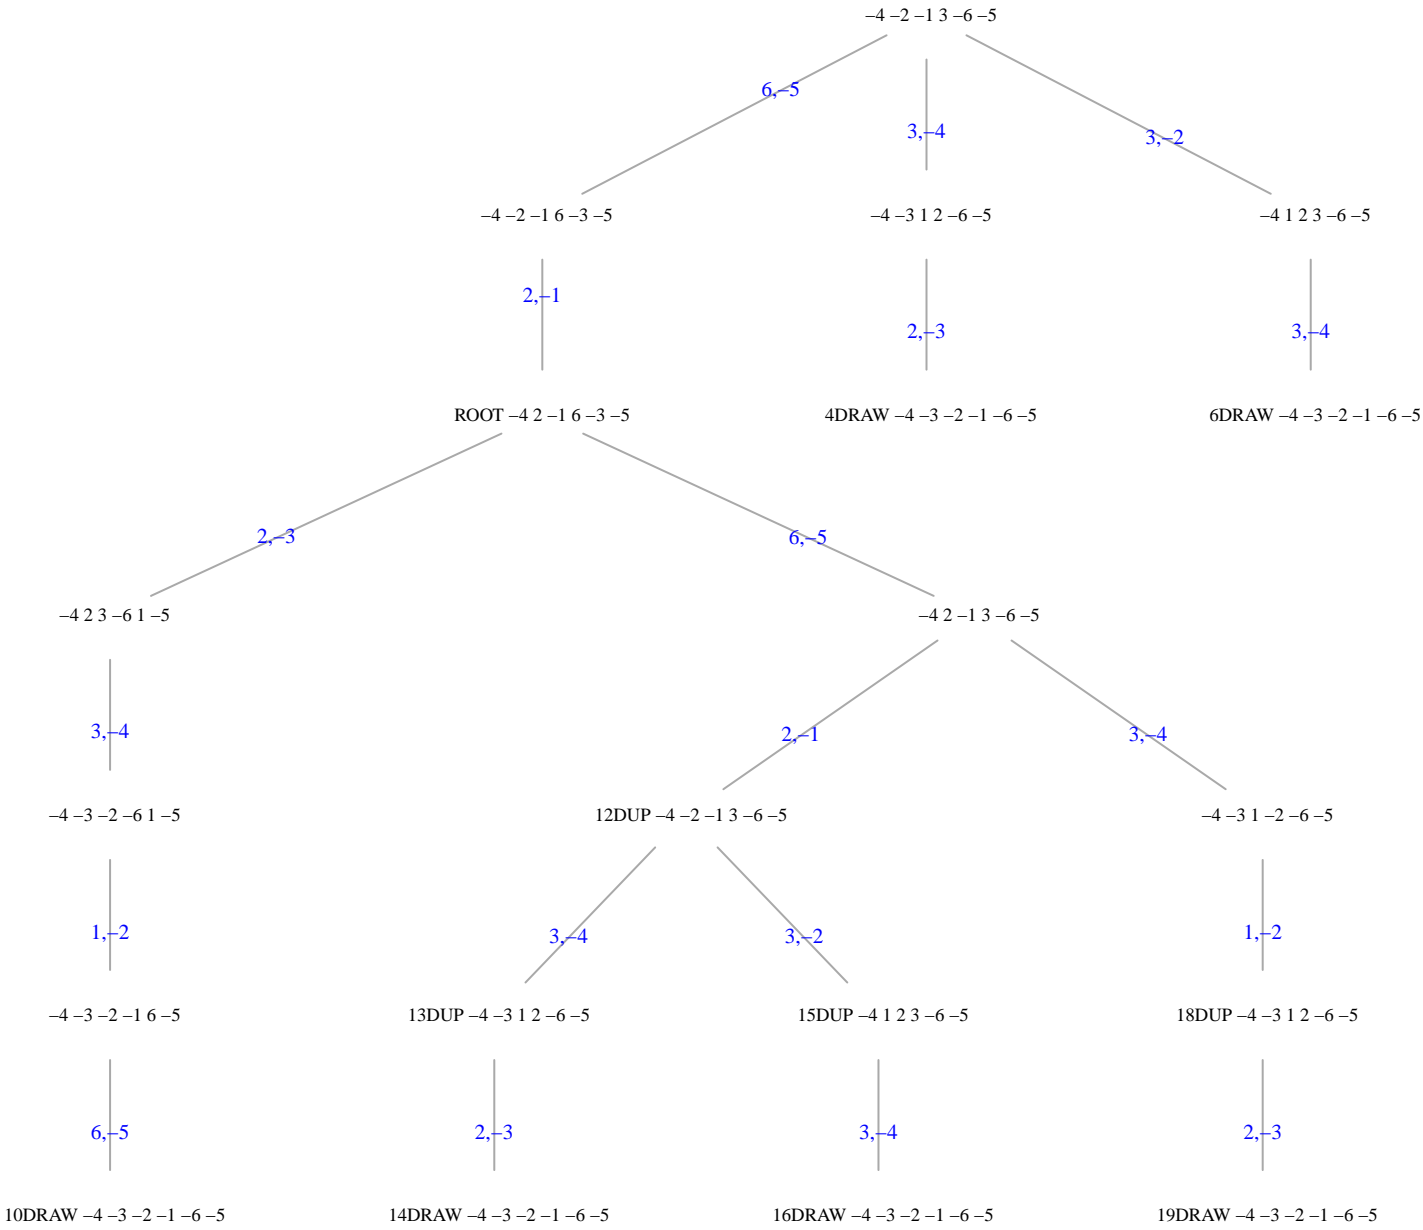 –4 –2 –1 3 –6 –5
6,–5
3,–4
3,–2
–4 –2 –1 6 –3 –5
–4 –3 1 2 –6 –5
–4 1 2 3 –6 –5
2,–1
2,–3
3,–4
ROOT –4 2 –1 6 –3 –5
4DRAW –4 –3 –2 –1 –6 –5
6DRAW –4 –3 –2 –1 –6 –5
2,–3
6,–5
–4 2 3 –6 1 –5
–4 2 –1 3 –6 –5
3,–4
2,–1
3,–4
–4 –3 –2 –6 1 –5
12DUP –4 –2 –1 3 –6 –5
–4 –3 1 –2 –6 –5
1,–2
3,–4
3,–2
1,–2
–4 –3 –2 –1 6 –5
13DUP –4 –3 1 2 –6 –5
15DUP –4 1 2 3 –6 –5
18DUP –4 –3 1 2 –6 –5
6,–5
2,–3
3,–4
2,–3
10DRAW –4 –3 –2 –1 –6 –5
14DRAW –4 –3 –2 –1 –6 –5
16DRAW –4 –3 –2 –1 –6 –5
19DRAW –4 –3 –2 –1 –6 –5